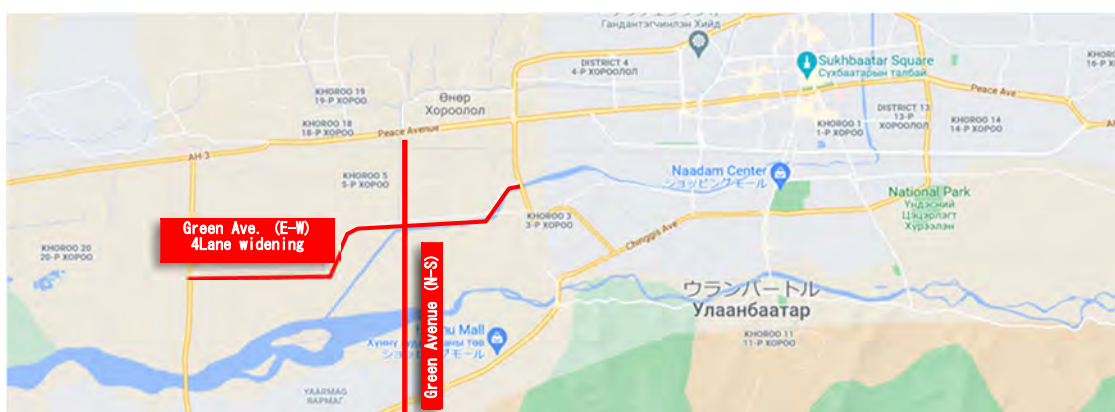 Гандантэгчинлэн Хийд
DISTRICT 4
4-Р ХОРООЛОЛ
Sukhbaatar Square
Сүхбаатарын талбай
KHOROO 19
19-Р ХОРОО
Өнөр
Хороолол
Peace Ave
KHOROO 18
18-Р ХОРОО
Peace Avenue
KHOROO 1
1-Р ХОРОО
DISTRICT 13
13-Р
ХОРООЛОЛ
KHOROO 14
14-Р ХОРОО
AH-3
KHOROO 5
5-Р ХОРОО
Naadam Center
ショッピングモール
National Park
Үндэсний
Цэцэрлэгт
Хүрээлэн
Green Ave. (E-W)
4Lane widening
KHOROO 3
3-Р ХОРОО
Chinggis Ave
KHOROO 20
20-Р ХОРОО
Green Avenue (N-S)
ウランバートル
Улаанбаатар
Mall
ショッピングモール
KHOROO 11
11-Р ХОРОО
YAARMAG
ЯАРМАГ